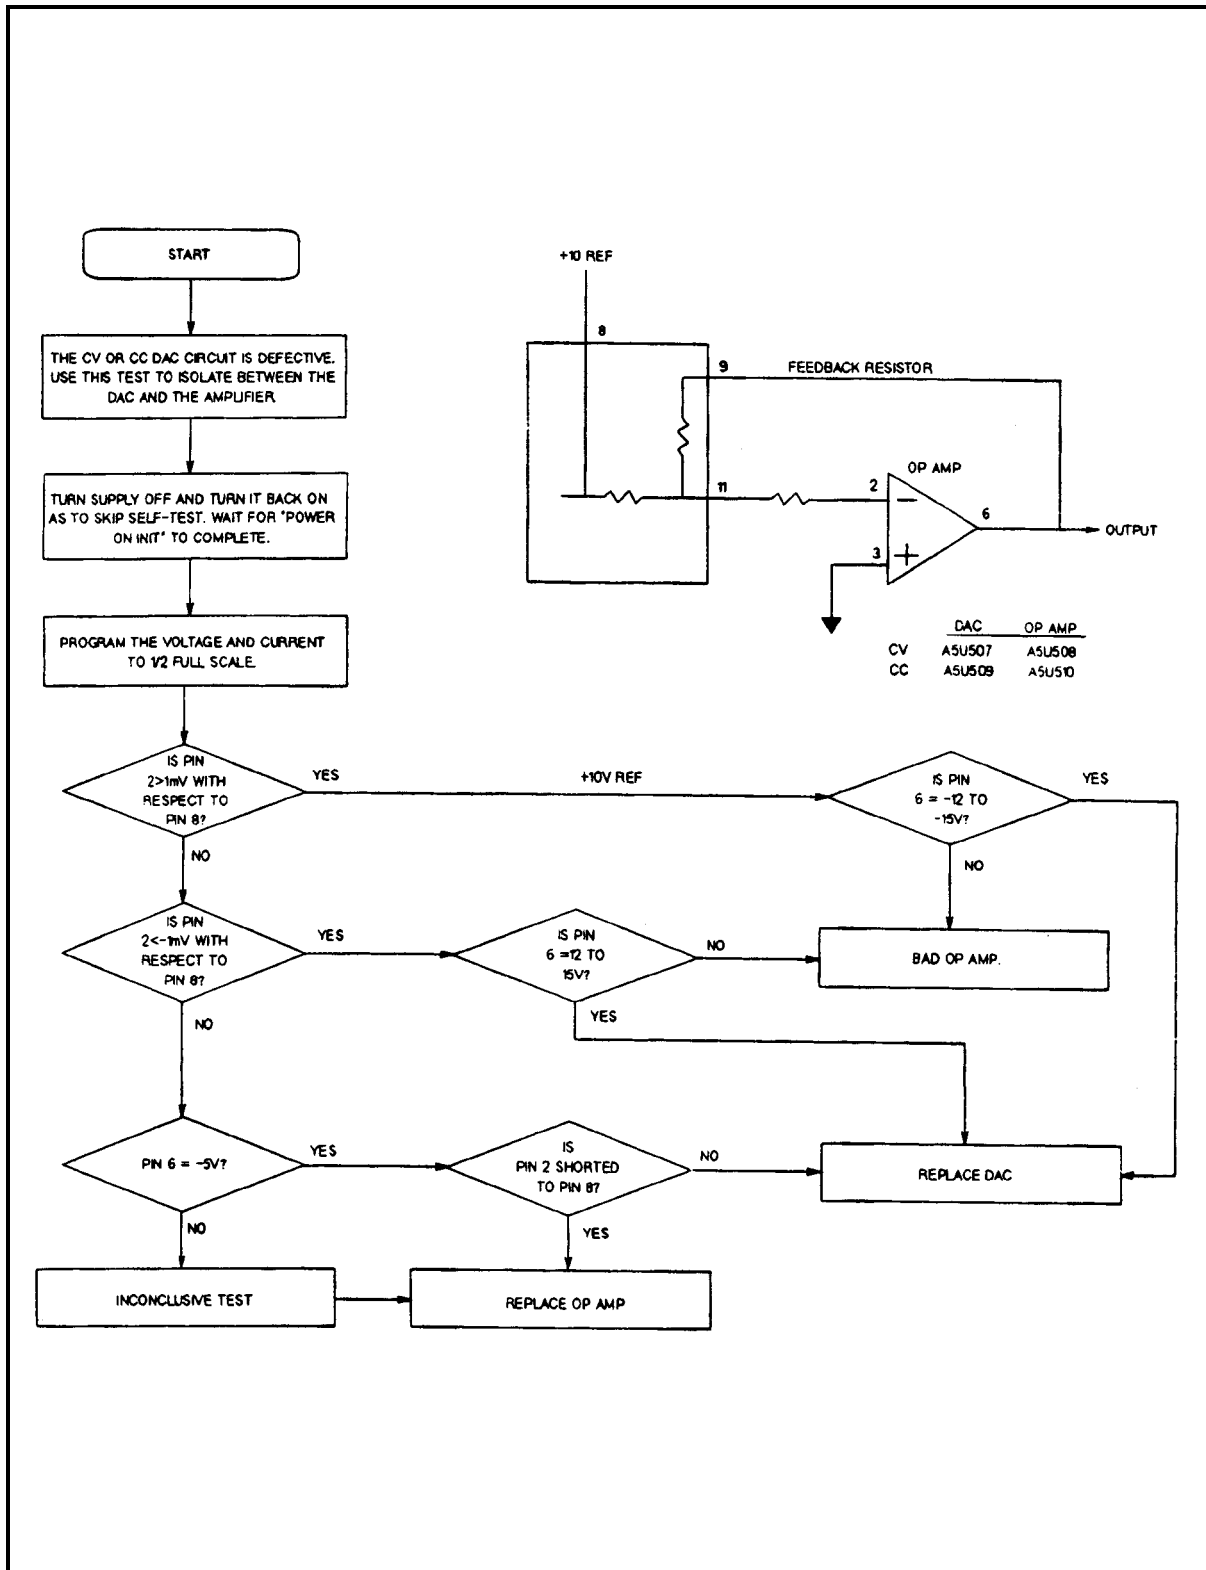 START
THE CV OR CC DAC CIRCUIT IS DEFECTIVE.
USE THIS TEST TO ISOLATE BETWEEN THE
DAC AND THE AMPLIFIER
TURN SUPPLY OFF AND TURN IT BACK ON
AS TO SKIP SELF-TEST. WAIT FOR "POWER
ON INIT" TO COMPLETE.
PROGRAM THE VOLTAGE AND CURRENT
TO 1/2 FULL SCALE.
+10 REF
8
9
FEEDBACK RESISTOR
11
OP AMP
2
−
6
OUTPUT
3
+
DAC OP AMP
CV A5U507 A5U508
CC A5U509 A5U510
IS PIN
2>1mV WITH
RESPECT TO
PIN 8?
YES
+10V REF
IS PIN
6 = -12 TO
-15V?
YES
NO
NO
IS PIN
2<-1mV WITH
RESPECT TO
PIN 8?
YES
IS PIN
6 =12 TO
15V?
NO
BAD OP AMP.
NO
YES
PIN 6 = -5V?
YES
IS
PIN 2 SHORTED
TO PIN 8?
NO
REPLACE DAC
NO
YES
INCONCLUSIVE TEST
REPLACE OP AMP